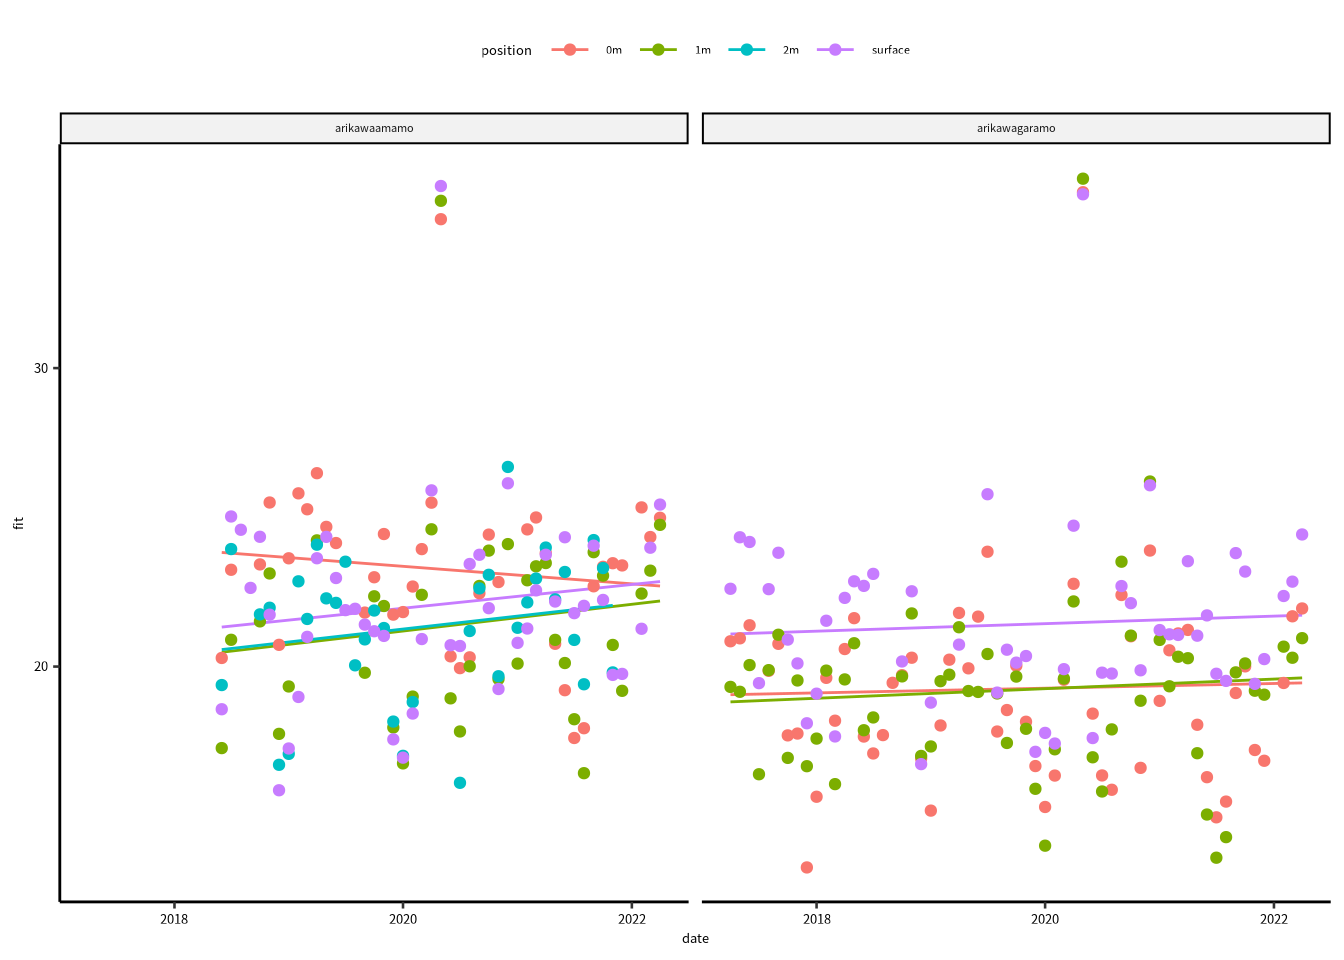 position 0m 1m 2m surface
arikawaamamo arikawagaramo
fit
30
20
2018 2020 2022 2018 2020 2022
date